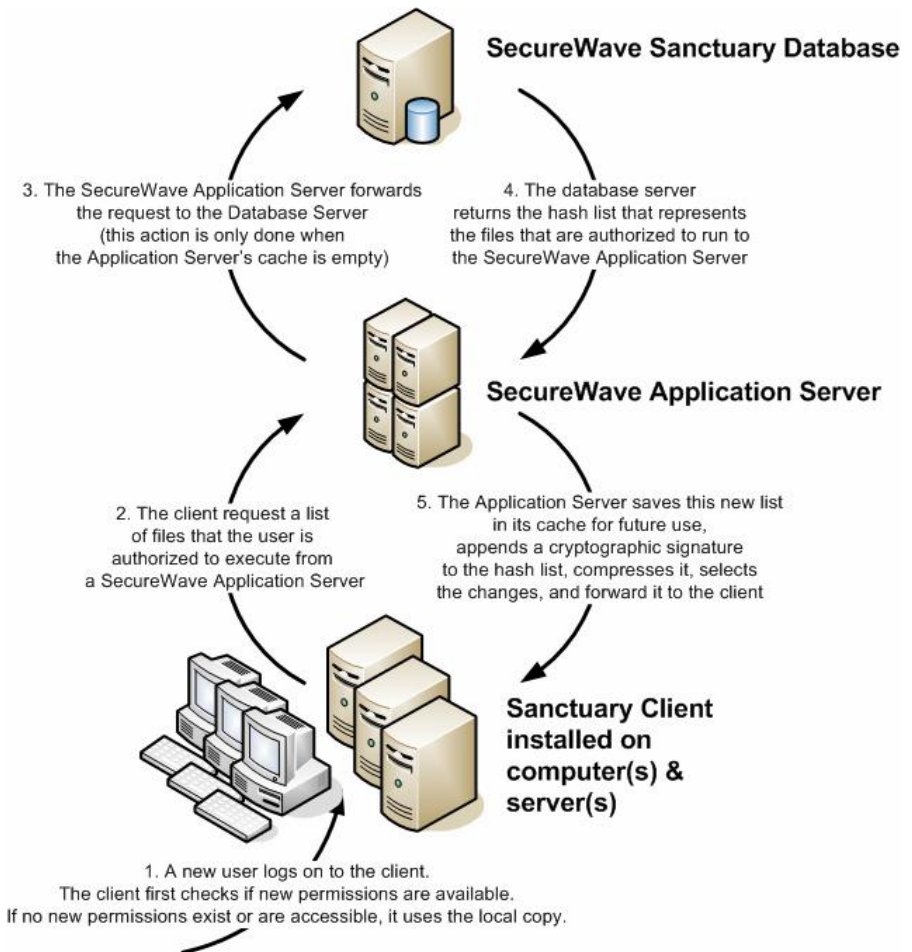 SecureWave Sanctuary Database
3. The SecureWave Application Server forwards
the request to the Database Server
(this action is only done when
the Application Server's cache is empty)
4. The database server
returns the hash list that represents
the files that are authorized to run to
the SecureWave Application Server
SecureWave Application Server
2. The client request a list
of files that the user is
authorized to execute from
a SecureWave Application Server
5. The Application Server saves this new list
in its cache for future use,
appends a cryptographic signature
to the hash list, compresses it, selects
the changes, and forward it to the client
Sanctuary Client
installed on
computer(s) &
server(s)
1. A new user logs on to the client.
The client first checks if new permissions are available.
If no new permissions exist or are accessible, it uses the local copy.